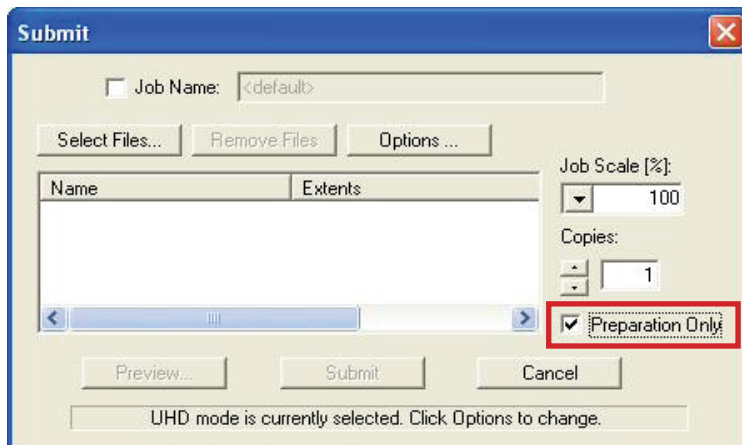 Submit
Job Name: <default>
Select Files... Remove Files Options ...
Name Extents
Job Scale [%]:
100
Copies:
1
Preparation Only
Preview... Submit Cancel
UHD mode is currently selected. Click Options to change.